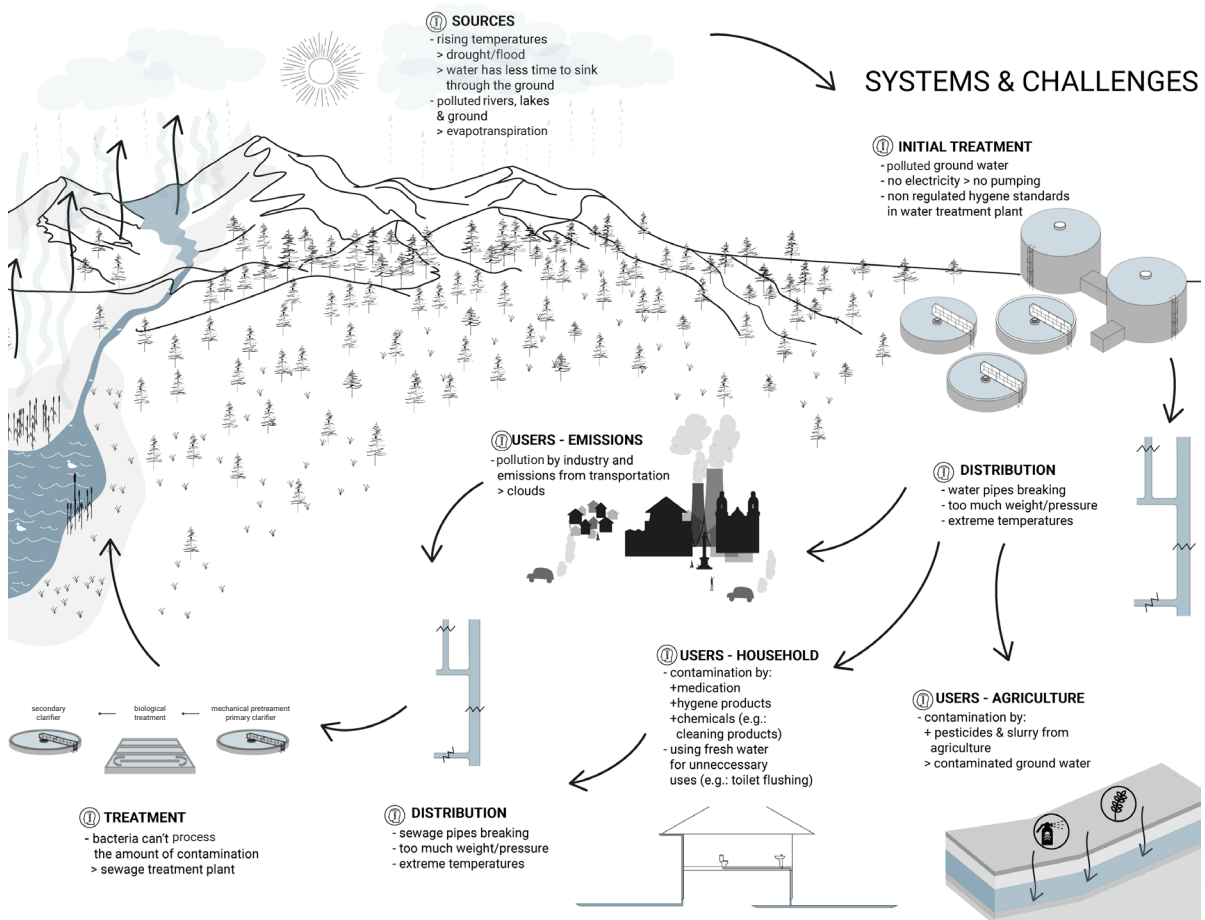 SOURCES
- rising temperatures
> drought/flood
> water has less time to sink
through the ground
- polluted rivers, lakes
& ground
> evapotranspiration
SYSTEMS & CHALLENGES
INITIAL TREATMENT
- polluted ground water
- no electricity > no pumping
- non regulated hygene standards
in water treatment plant
USERS - EMISSIONS
- pollution by industry and
emissions from transportation
> clouds
DISTRIBUTION
- water pipes breaking
- too much weight/pressure
- extreme temperatures
USERS - HOUSEHOLD
- contamination by:
+medication
+hygene products
+chemicals (e.g.:
cleaning products)
- using fresh water
for unneccessary
uses (e.g.: toilet flushing)
USERS - AGRICULTURE
- contamination by:
+ pesticides & slurry from
agriculture
> contaminated ground water
secondary
clarifier
biological
treatment
mechanical pretreament
primary clarifier
TREATMENT
- bacteria can't process
the amount of contamination
> sewage treatment plant
DISTRIBUTION
- sewage pipes breaking
- too much weight/pressure
- extreme temperatures